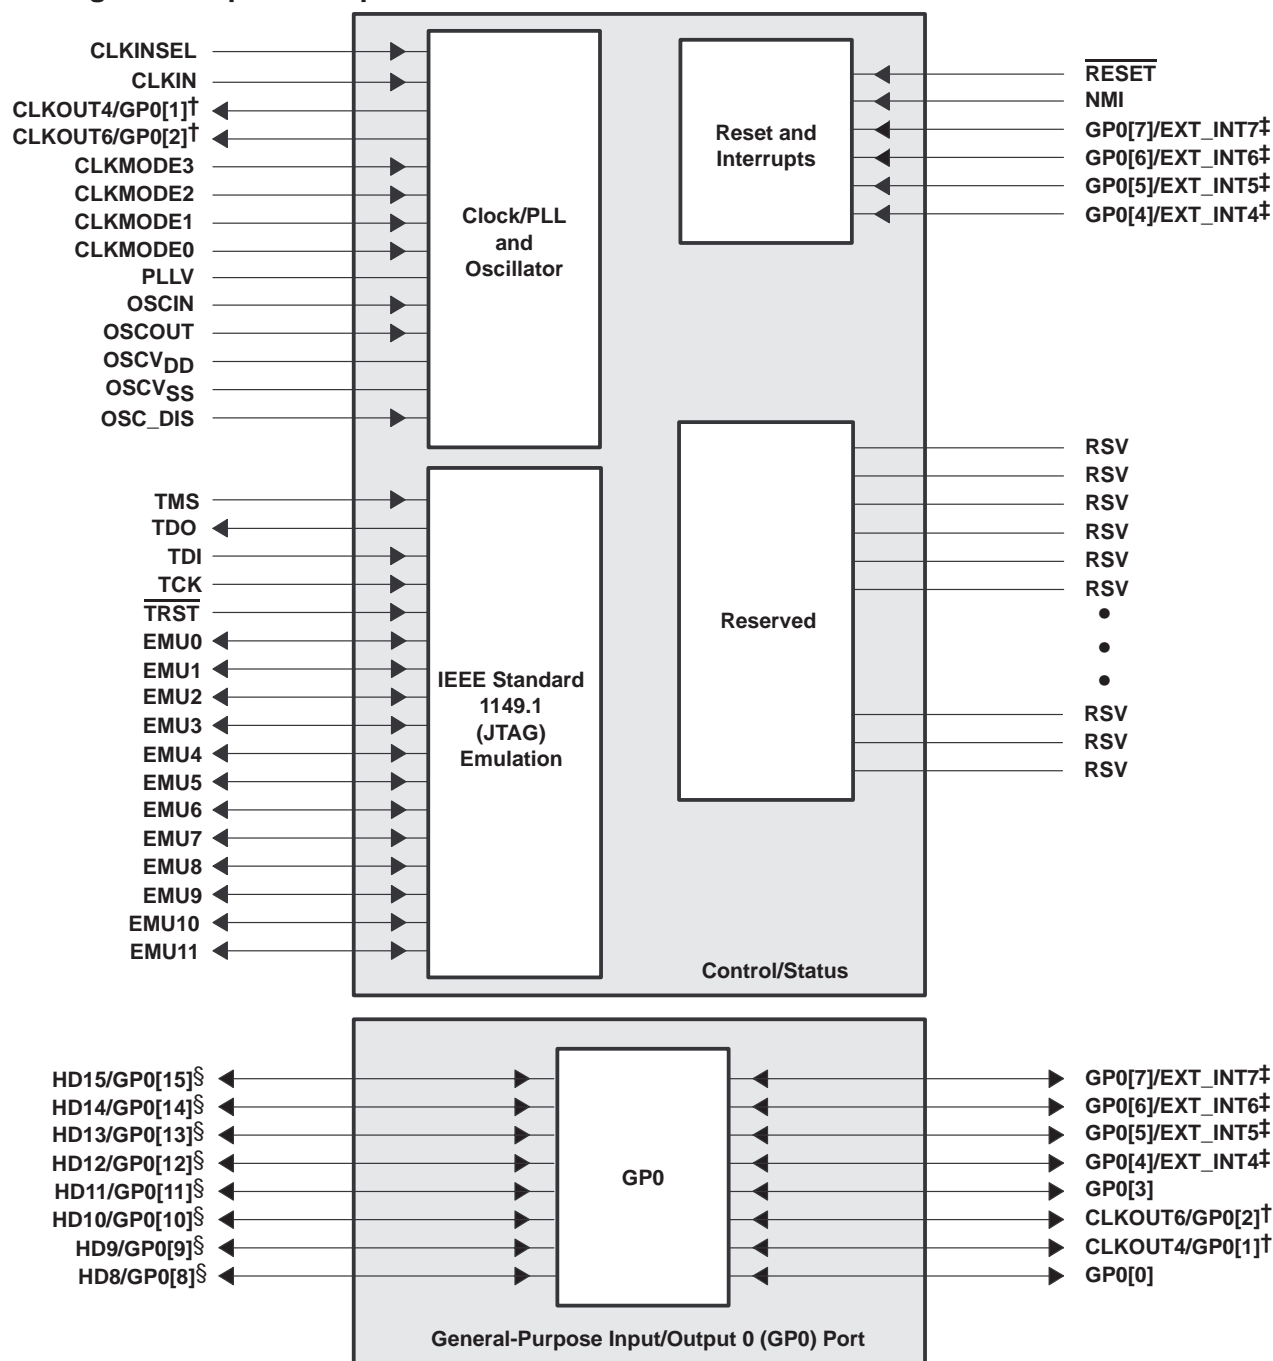 CLKINSEL
CLKIN
CLKOUT4/GP0[1]†
CLKOUT6/GP0[2]†
CLKMODE3
CLKMODE2
CLKMODE1
CLKMODE0
PLLV
OSCIN
OSCOUT
OSCVDD
OSCVSS
OSC_DIS
Clock/PLL
and
Oscillator
Reset and
Interrupts
RESET
NMI
GP0[7]/EXT_INT7‡
GP0[6]/EXT_INT6‡
GP0[5]/EXT_INT5‡
GP0[4]/EXT_INT4‡
TMS
TDO
TDI
TCK
TRST
EMU0
EMU1
EMU2
EMU3
EMU4
EMU5
EMU6
EMU7
EMU8
EMU9
EMU10
EMU11
IEEE Standard
1149.1
(JTAG)
Emulation
Reserved
RSV
RSV
RSV
RSV
RSV
RSV
•
•
•
RSV
RSV
RSV
Control/Status
HD15/GP0[15]§
HD14/GP0[14]§
HD13/GP0[13]§
HD12/GP0[12]§
HD11/GP0[11]§
HD10/GP0[10]§
HD9/GP0[9]§
HD8/GP0[8]§
GP0
GP0[7]/EXT_INT7‡
GP0[6]/EXT_INT6‡
GP0[5]/EXT_INT5‡
GP0[4]/EXT_INT4‡
GP0[3]
CLKOUT6/GP0[2]†
CLKOUT4/GP0[1]†
GP0[0]
General-Purpose Input/Output 0 (GP0) Port